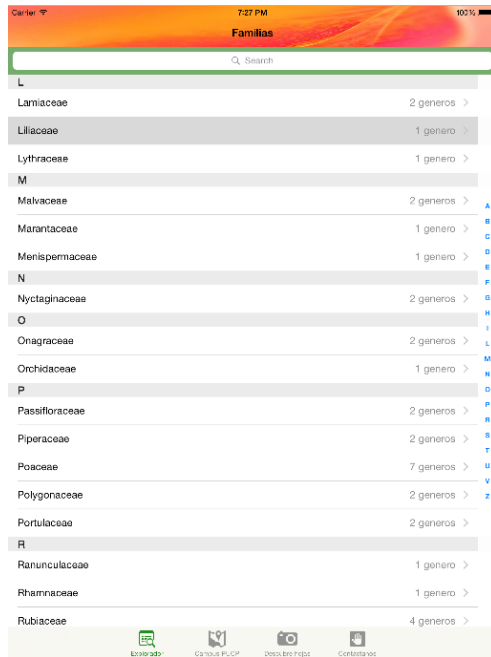 Carrier 7:27 PM 100%
Familias
Search
L
Lamiaceae 2 generos
Liliaceae 1 genero
Lythraceae 1 genero
M
Malvaceae 2 generos
Marantaceae 1 genero
Menispermaceae 1 genero
N
Nyctaginaceae 2 generos
O
Onagraceae 2 generos
Orchidaceae 1 genero
P
Passifloraceae 2 generos
Piperaceae 2 generos
Poaceae 7 generos
Polygonaceae 2 generos
Portulaceae 2 generos
R
Ranunculaceae 1 genero
Rhamnaceae 1 genero
Rubiaceae 4 generos
A
B
C
D
E
F
G
H
I
L
M
N
O
P
R
S
T
U
V
Z
Explorador Campus PUCP Descubre hojas Contáctanos